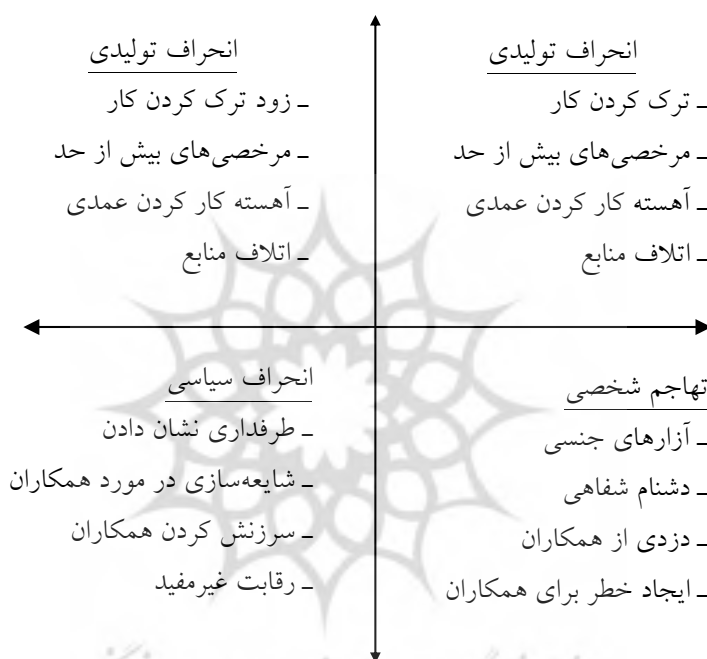 انحراف تولیدی
ـ ترک کردن کار
ـ مرخصی‌های بیش از حد
ـ آهسته کار کردن عمدی
ـ اتلاف منابع
انحراف تولیدی
ـ زود ترک کردن کار
ـ مرخصی‌های بیش از حد
ـ آهسته کار کردن عمدی
ـ اتلاف منابع
تهاجم شخصی
ـ آزارهای جنسی
ـ دشنام شفاهی
ـ دزدی از همکاران
ـ ایجاد خطر برای همکاران
انحراف سیاسی
ـ طرفداری نشان دادن
ـ شایعه‌سازی در مورد همکاران
ـ سرزنش کردن همکاران
ـ رقابت غیرمفید